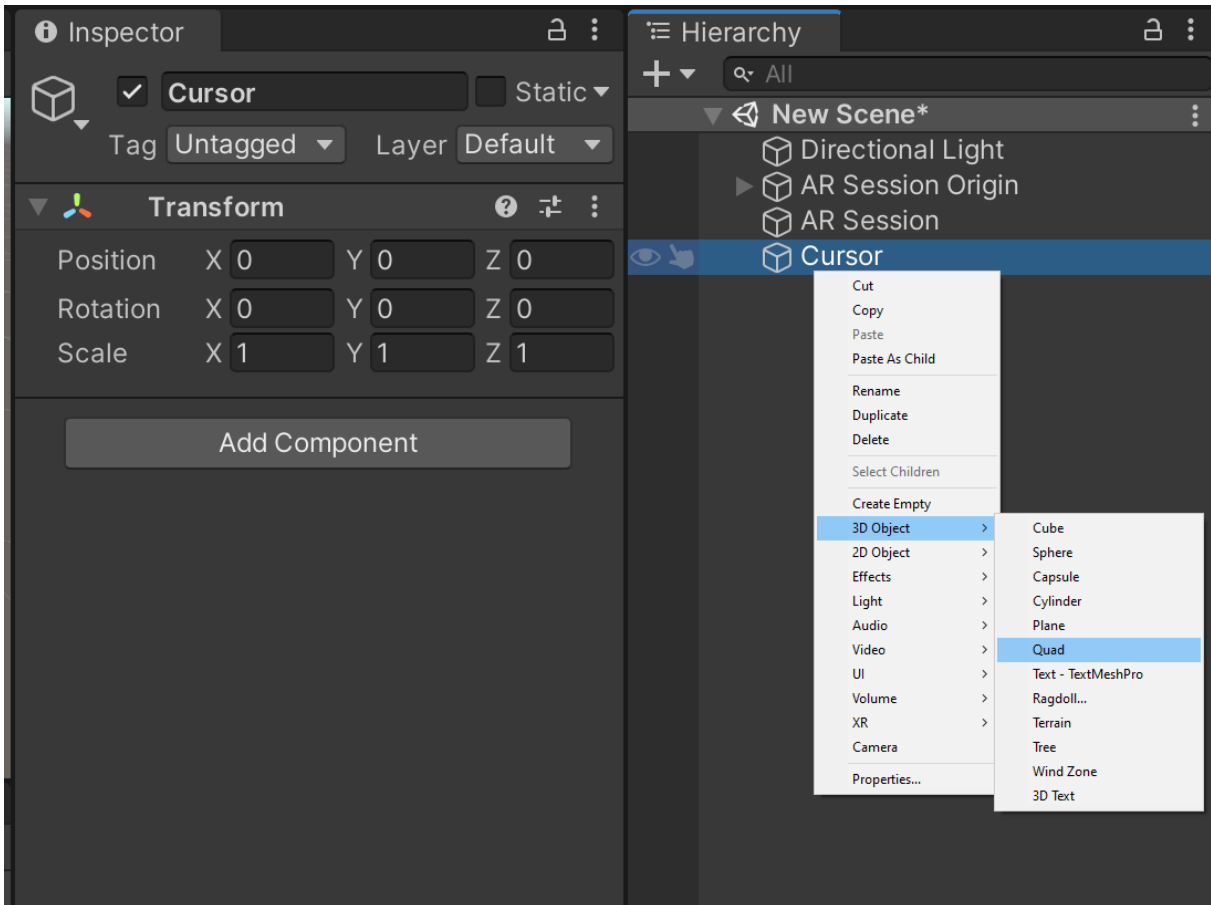 Inspector
Cursor Static
Tag Untagged Layer Default
Transform
Position X 0 Y 0 Z 0
Rotation X 0 Y 0 Z 0
Scale X 1 Y 1 Z 1
Add Component
Hierarchy
All
New Scene*
Directional Light
AR Session Origin
AR Session
Cursor
Cut
Copy
Paste
Paste As Child
Rename
Duplicate
Delete
Select Children
Create Empty
3D Object
2D Object
Effects
Light
Audio
Video
UI
Volume
XR
Camera
Properties...
Cube
Sphere
Capsule
Cylinder
Plane
Quad
Text - TextMeshPro
Ragdoll...
Terrain
Tree
Wind Zone
3D Text